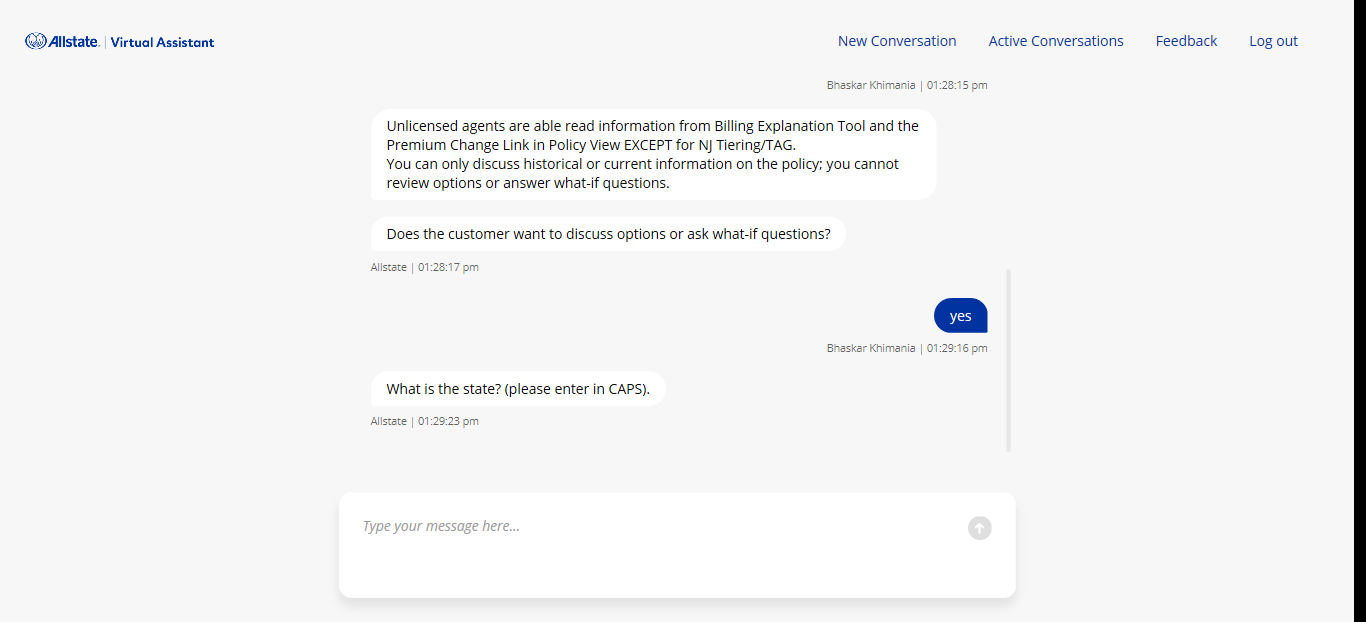 Allstate. | Virtual Assistant
New Conversation Active Conversations Feedback Log out
Bhaskar Khimania | 01:28:15 pm
Unlicensed agents are able read information from Billing Explanation Tool and the
Premium Change Link in Policy View EXCEPT for NJ Tiering/TAG.
You can only discuss historical or current information on the policy; you cannot
review options or answer what-if questions.
Does the customer want to discuss options or ask what-if questions?
Allstate | 01:28:17 pm
yes
Bhaskar Khimania | 01:29:16 pm
What is the state? (please enter in CAPS).
Allstate | 01:29:23 pm
Type your message here...